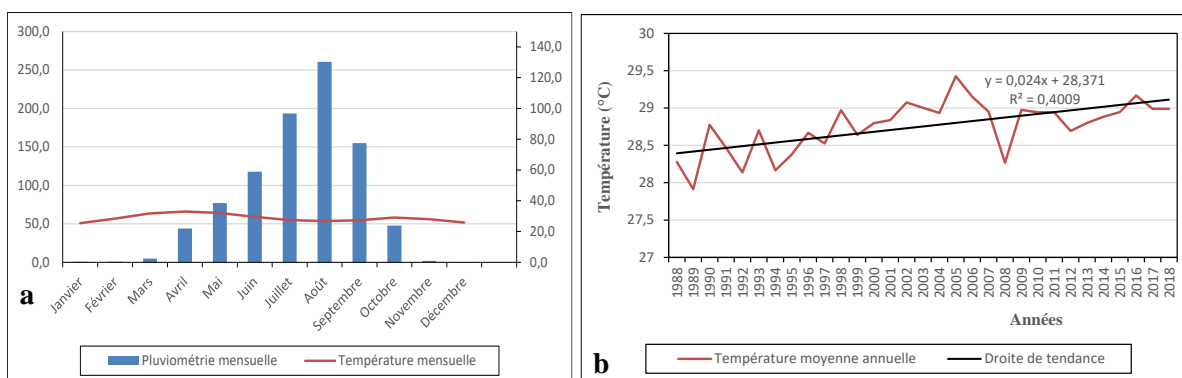 300,0
250,0
200,0
150,0
100,0
50,0
0,0
140,0
120,0
100,0
80,0
60,0
40,0
20,0
0,0
Janvier
Février
Mars
Avril
Mai
Juin
Juillet
Août
Septembre
Octobre
Novembre
Décembre
a
Pluviométrie mensuelle
Température mensuelle
30
29,5
29
28,5
28
27,5
27
Température (°C)
y = 0,024x + 28,371
R² = 0,4009
1988
1989
1990
1991
1992
1993
1994
1995
1996
1997
1998
1999
2000
2001
2002
2003
2004
2005
2006
2007
2008
2009
2010
2011
2012
2013
2014
2015
2016
2017
2018
Années
b
Température moyenne annuelle
Droite de tendance